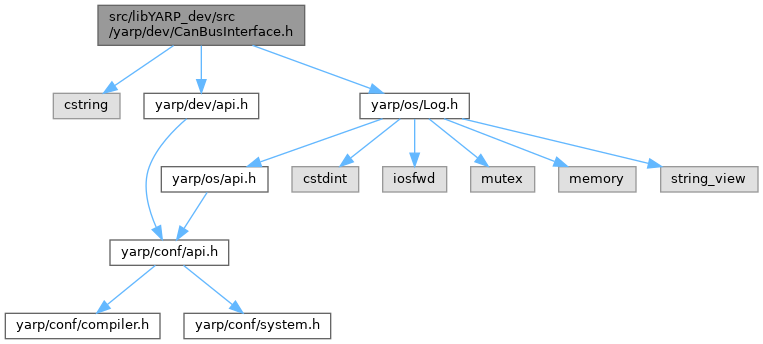 src/libYARP_dev/src
/yarp/dev/CanBusInterface.h
cstring
yarp/dev/api.h
yarp/os/Log.h
yarp/os/api.h
cstdint
iosfwd
mutex
memory
string_view
yarp/conf/api.h
yarp/conf/compiler.h
yarp/conf/system.h